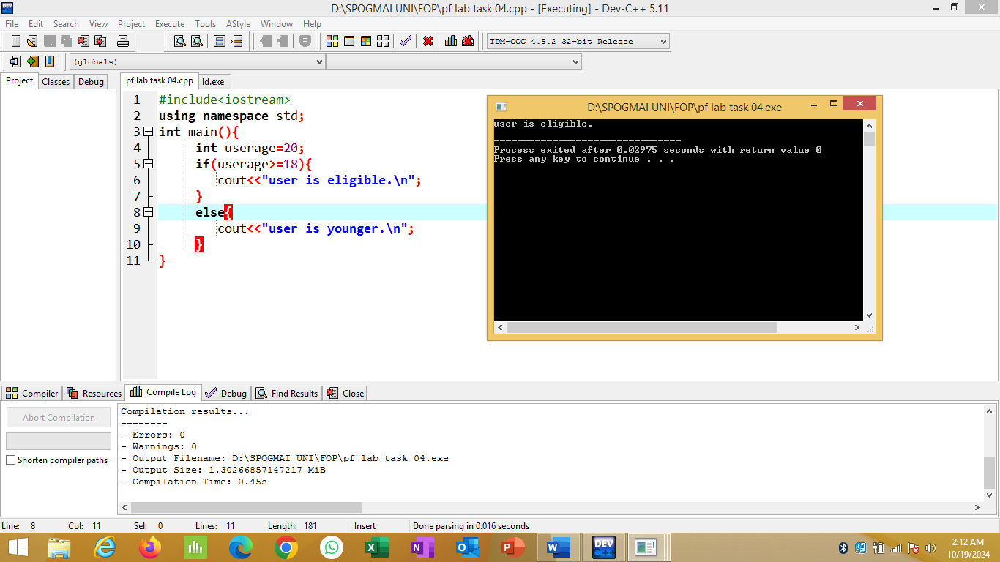 D:\SPOGMAI UNI\FOP\pf lab task 04.cpp - [Executing] - Dev-C++ 5.11
File Edit Search View Project Execute Tools AStyle Window Help
TDM-GCC 4.9.2 32-bit Release
(globals)
Project Classes Debug
pf lab task 04.cpp ld.exe
1 #include<iostream>
2 using namespace std;
3 int main(){
4 int userage=20;
5 if(userage>=18){
6 cout<<"user is eligible.\n";
7 }
8 else{
9 cout<<"user is younger.\n";
10 }
11 }
D:\SPOGMAI UNI\FOP\pf lab task 04.exe
user is eligible.
--------------------------------
Process exited after 0.02975 seconds with return value 0
Press any key to continue . . .
Compiler Resources Compile Log Debug Find Results Close
Abort Compilation
Shorten compiler paths
Compilation results...
--------
- Errors: 0
- Warnings: 0
- Output Filename: D:\SPOGMAI UNI\FOP\pf lab task 04.exe
- Output Size: 1.30266857147217 MiB
- Compilation Time: 0.45s
Line: 8 Col: 11 Sel: 0 Lines: 11 Length: 181 Insert Done parsing in 0.016 seconds
DEV C++
2:12 AM
10/19/2024